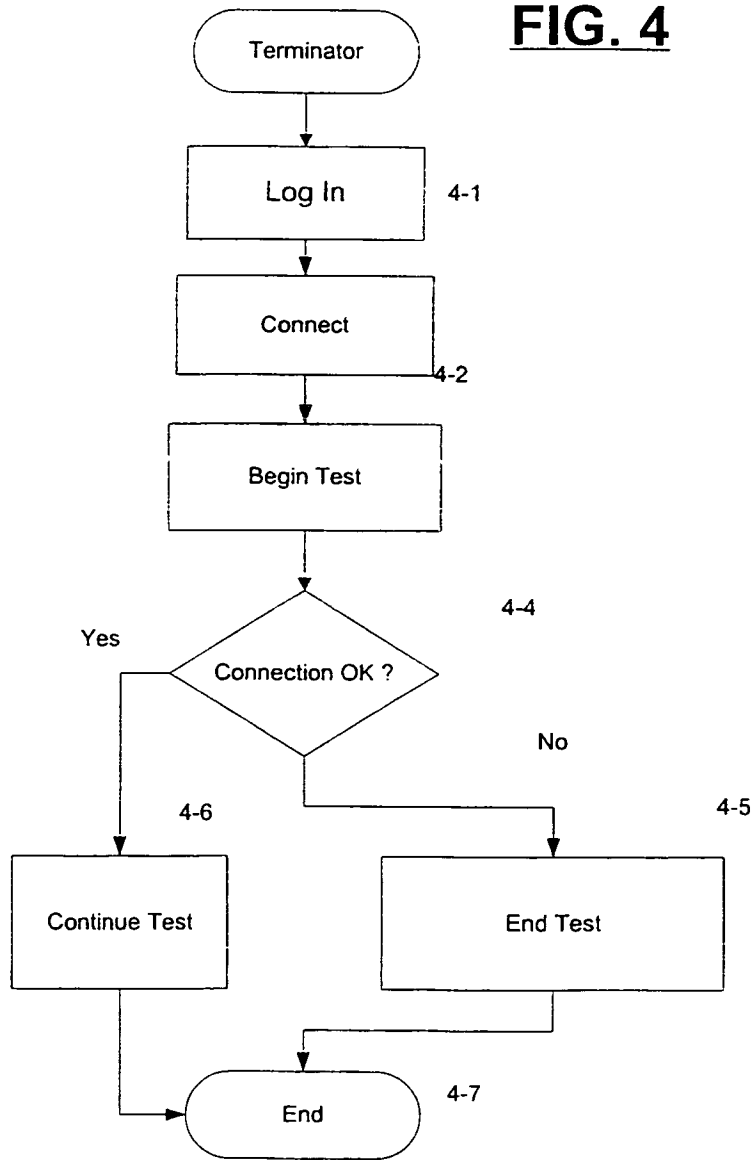 FIG. 4
Terminator
Log In
4-1
Connect
4-2
Begin Test
4-4
Yes
Connection OK ?
No
4-6
4-5
Continue Test
End Test
4-7
End